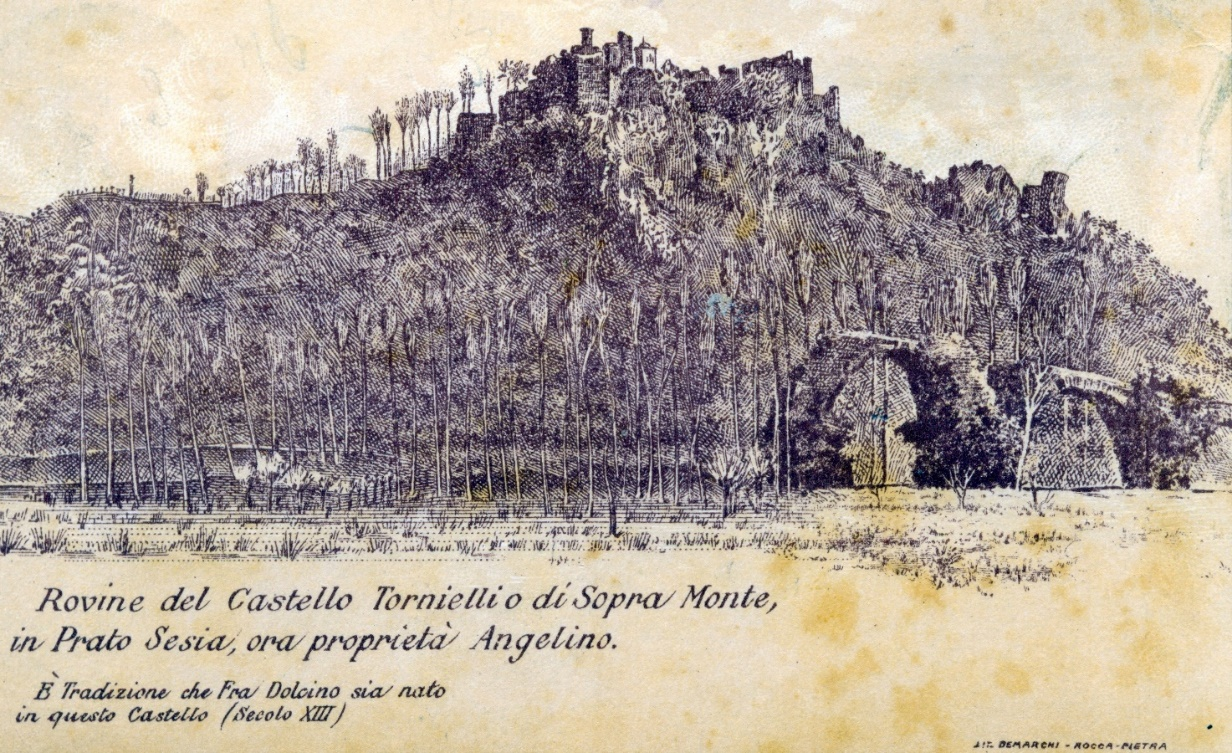 Rovine del Castello Tornielli o di Sopra Monte,
in Prato Sesia, ora proprietà Angelino.
È Tradizione che Fra Dolcino sia nato
in questo Castello (Secolo XIII)
LIT. DEMARCHI - ROCCA-PIETRA